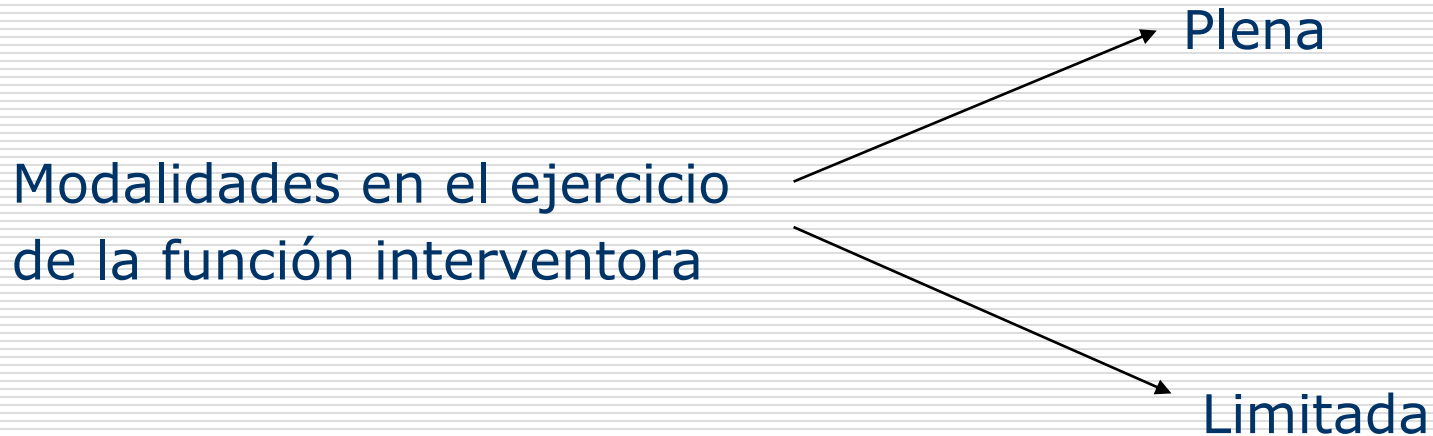 Plena
Modalidades en el ejercicio
de la función interventora
Limitada